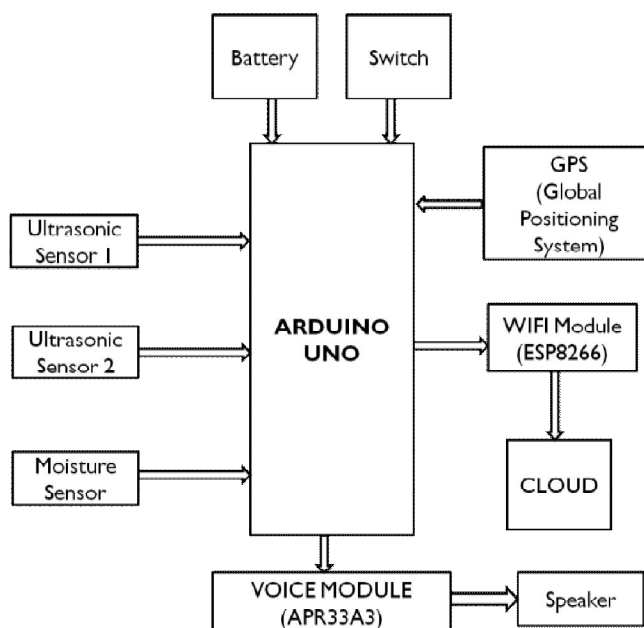 Battery
Switch
GPS
(Global
Positioning
System)
Ultrasonic
Sensor 1
ARDUINO
UNO
WIFI Module
(ESP8266)
Ultrasonic
Sensor 2
Moisture
Sensor
CLOUD
VOICE MODULE
(APR33A3)
Speaker